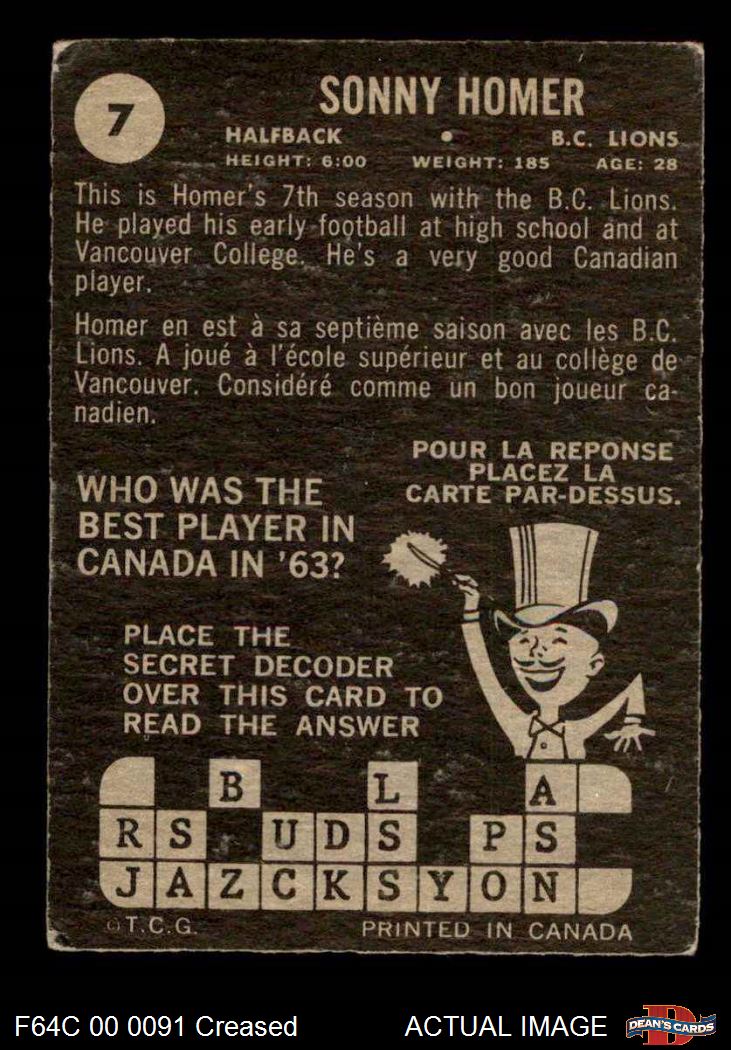 7
SONNY HOMER
HALFBACK • B.C. LIONS
HEIGHT: 6:00 WEIGHT: 185 AGE: 28
This is Homer's 7th season with the B.C. Lions.
He played his early football at high school and at
Vancouver College. He's a very good Canadian
player.
Homer en est à sa septième saison avec les B.C.
Lions. A joué à l'école supérieur et au collège de
Vancouver. Considéré comme un bon joueur ca-
nadien.
POUR LA REPONSE
PLACEZ LA
CARTE PAR-DESSUS.
WHO WAS THE
BEST PLAYER IN
CANADA IN '63?
PLACE THE
SECRET DECODER
OVER THIS CARD TO
READ THE ANSWER
B L A
R S U D S P S
J A Z C K S Y O N
©T.C.G. PRINTED IN CANADA
F64C 00 0091 Creased ACTUAL IMAGE DEAN'S CARDS